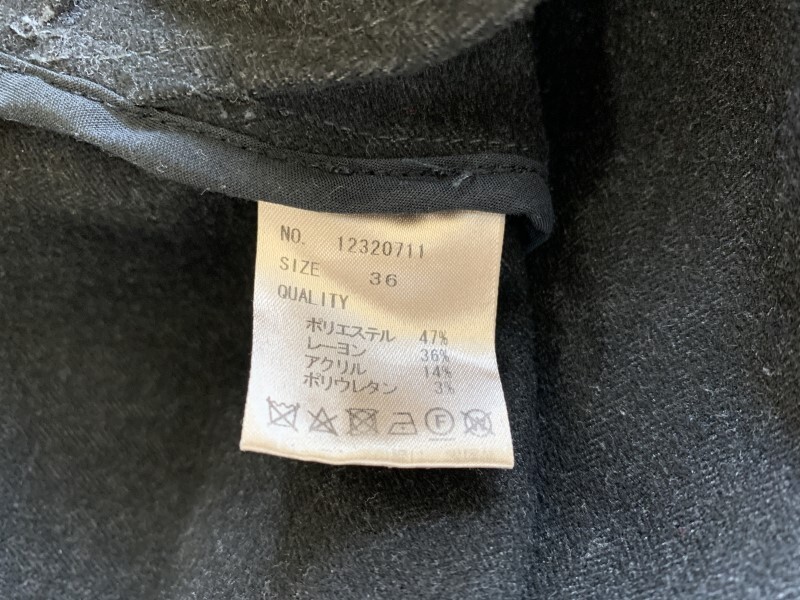 NO. 12320711
SIZE 36
QUALITY
ポリエステル 47%
レーヨン 36%
アクリル 14%
ポリウレタン 3%
F